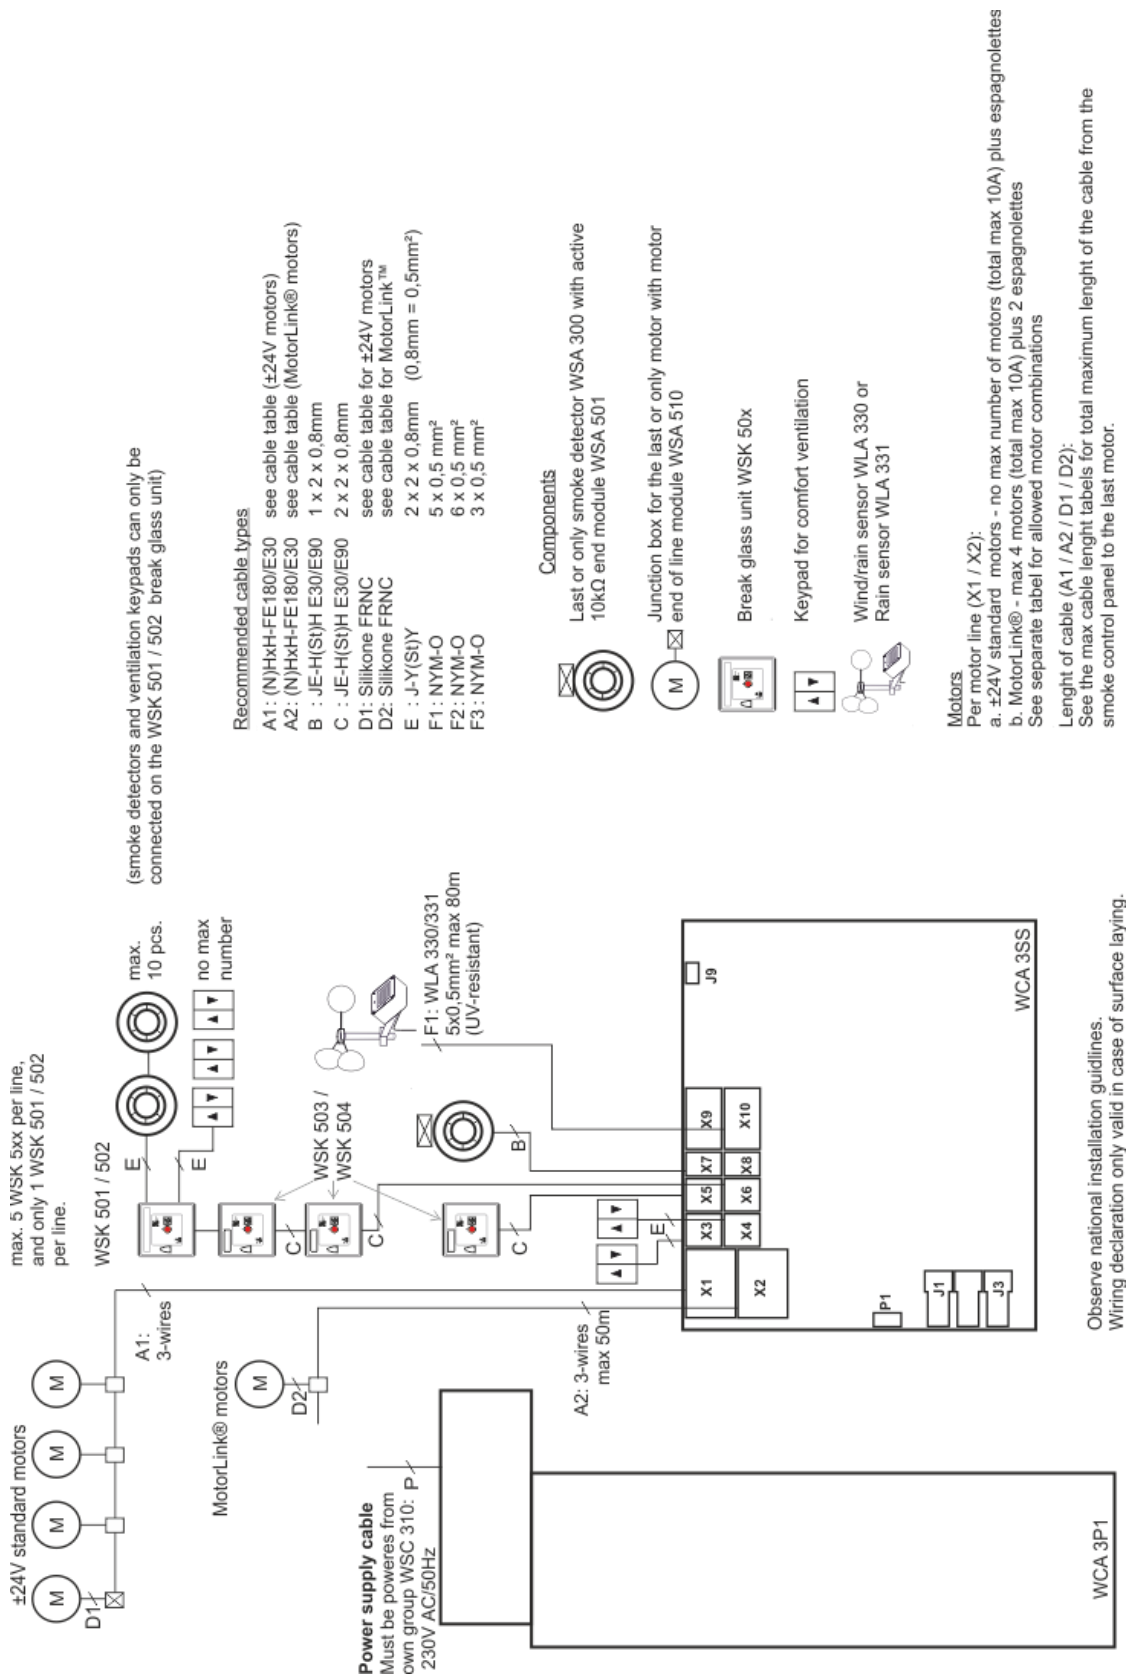 ±24V standard motors
M
M
M
M
D1
A1:
3-wires
MotorLink® motors
M
D2
A2: 3-wires
max 50m
Power supply cable
Must be poweres from
own group WSC 310:
230V AC/50Hz
P
WCA 3P1
max. 5 WSK 5xx per line,
and only 1 WSK 501 / 502
per line.
WSK 501 / 502
E
E
max.
10 pcs.
no max
number
(smoke detectors and ventilation keypads can only be
connected on the WSK 501 / 502 break glass unit)
C
C
C
WSK 503 /
WSK 504
B
E
F1: WLA 330/331
5x0,5mm² max 80m
(UV-resistant)
X1
X3
X5
X7
X9
X2
X4
X6
X8
X10
J9
P1
J1
J3
WCA 3SS
Recommended cable types
A1 : (N)HxH-FE180/E30 see cable table (±24V motors)
A2 : (N)HxH-FE180/E30 see cable table (MotorLink® motors)
B : JE-H(St)H E30/E90 1 x 2 x 0,8mm
C : JE-H(St)H E30/E90 2 x 2 x 0,8mm
D1: Silikone FRNC see cable table for ±24V motors
D2: Silikone FRNC see cable table for MotorLink™
E : J-Y(St)Y 2 x 2 x 0,8mm (0,8mm = 0,5mm²)
F1: NYM-O 5 x 0,5 mm²
F2: NYM-O 6 x 0,5 mm²
F3: NYM-O 3 x 0,5 mm²
Components
Last or only smoke detector WSA 300 with active
10kΩ end module WSA 501
M
Junction box for the last or only motor with motor
end of line module WSA 510
Break glass unit WSK 50x
Keypad for comfort ventilation
Wind/rain sensor WLA 330 or
Rain sensor WLA 331
Motors
Per motor line (X1 / X2):
a. ±24V standard motors - no max number of motors (total max 10A) plus espagnolettes
b. MotorLink® - max 4 motors (total max 10A) plus 2 espagnolettes
See separate tabel for allowed motor combinations
Lenght of cable (A1 / A2 / D1 / D2):
See the max cable lenght tabels for total maximum lenght of the cable from the
smoke control panel to the last motor.
Observe national installation guidlines.
Wiring declaration only valid in case of surface laying.